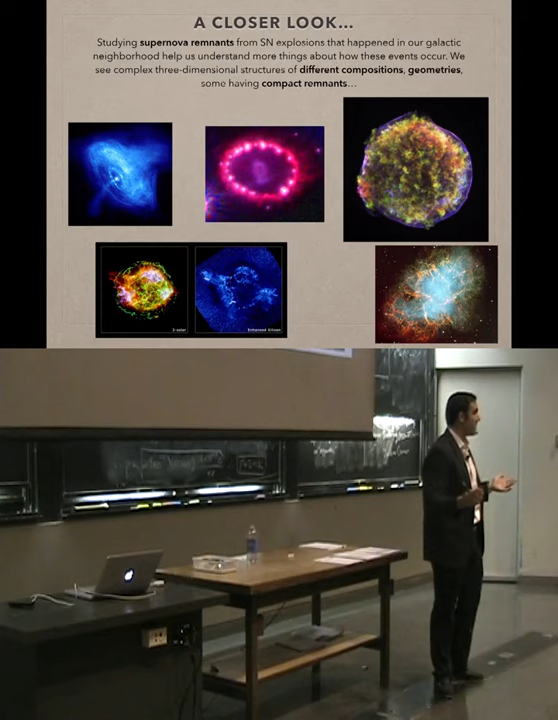 A CLOSER LOOK...
Studying supernova remnants from SN explosions that happened in our galactic
neighborhood help us understand more things about how these events occur. We
see complex three-dimensional structures of different compositions, geometries,
some having compact remnants...
3-color
Enhanced Silicon